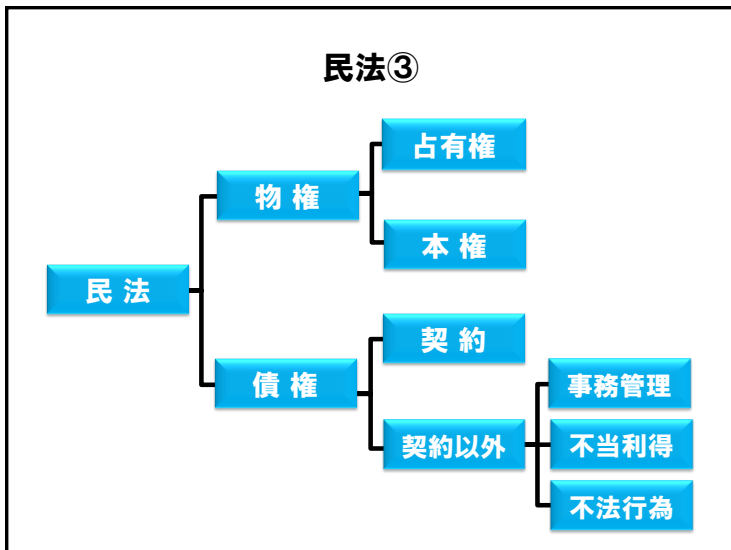 民法③
占有権
物権
本権
民法
契約
債権
事務管理
契約以外
不当利得
不法行為